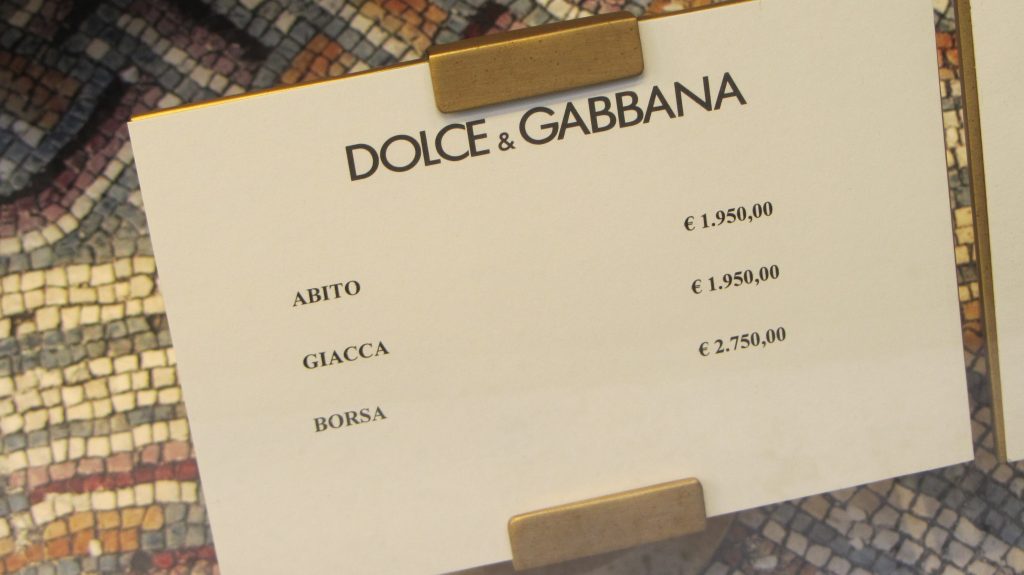 DOLCE & GABBANA
ABITO € 1.950,00
GIACCA € 1.950,00
BORSA € 2.750,00